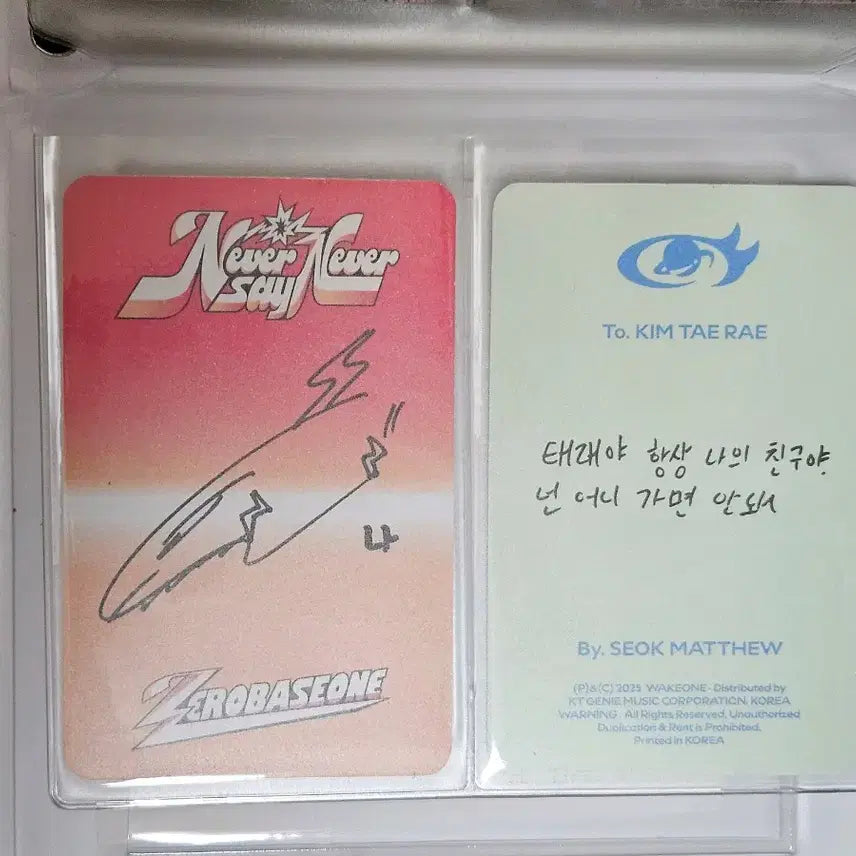 Never
say Never
나
ZEROBASEONE
To. KIM TAE RAE
태래야 항상 나의 친구야
넌 어니 가면 안 돼
By. SEOK MATTHEW
(P)&(C) 2025 WAKEONE · Distributed by
KT GENIE MUSIC CORPORATION, KOREA
WARNING : All Rights Reserved. Unauthorized
Duplication & Rent is Prohibited.
Printed in KOREA